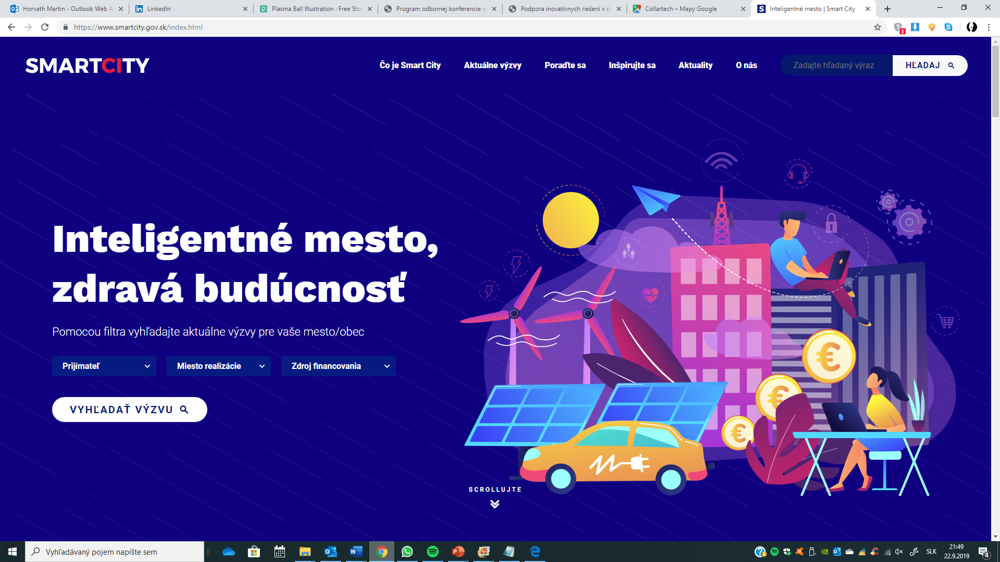 Horvath Martin - Outlook Web A
LinkedIn
Plasma Ball Illustration · Free Stoc
Program odbornej konferencie o
Podpora inovatívnych riešení v sl
Collartech – Mapy Google
Inteligentné mesto | Smart City
https://www.smartcity.gov.sk/index.html
3
SMARTCITY
Čo je Smart City
Aktuálne výzvy
Poraďte sa
Inšpirujte sa
Aktuality
O nás
Zadajte hľadaný výraz
HĽADAJ
Inteligentné mesto,
zdravá budúcnosť
Pomocou filtra vyhľadajte aktuálne výzvy pre vaše mesto/obec
Prijímateľ
Miesto realizácie
Zdroj financovania
VYHĽADAŤ VÝZVU
€
€
€
SCROLLUJTE
Vyhľadávaný pojem napíšte sem
SLK
21:49
22.9.2019
4